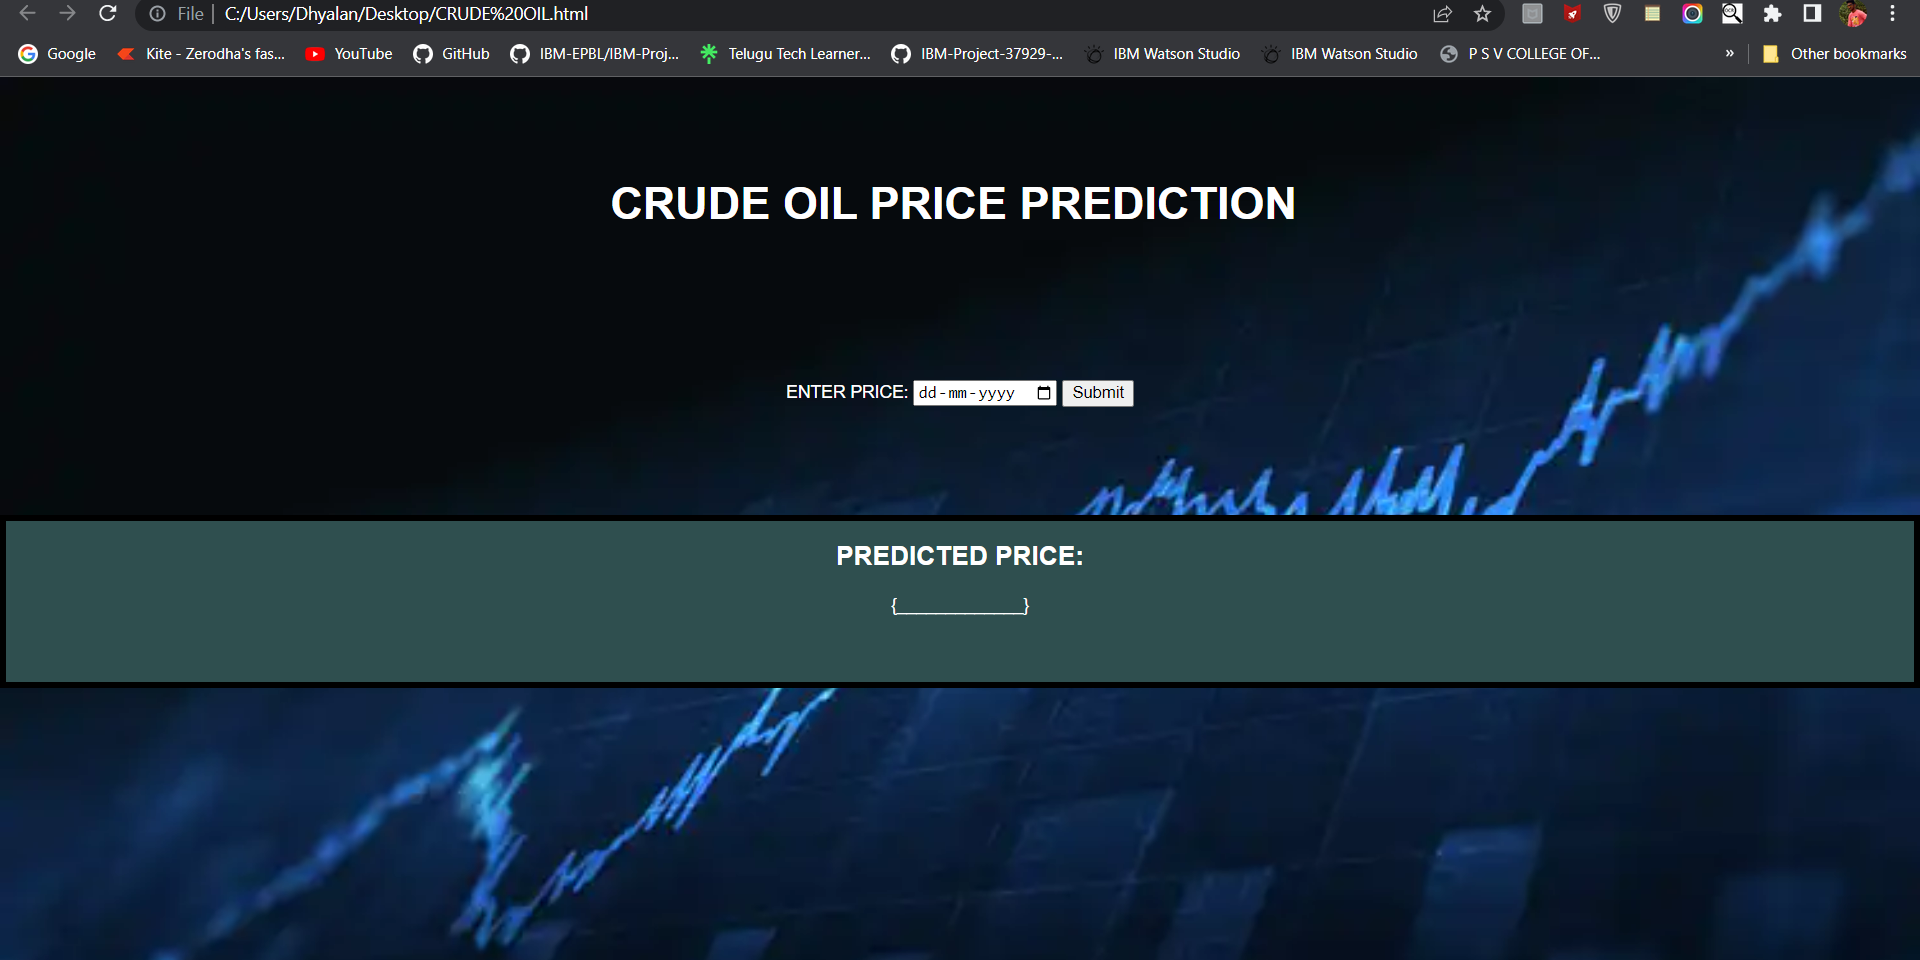 File | C:/Users/Dhyalan/Desktop/CRUDE%20OIL.html
Google Kite - Zerodha's fas... YouTube GitHub IBM-EPBL/IBM-Proj... Telugu Tech Learner... IBM-Project-37929-... IBM Watson Studio IBM Watson Studio P S V COLLEGE OF... » Other bookmarks
CRUDE OIL PRICE PREDICTION
ENTER PRICE: dd-mm-yyyy Submit
PREDICTED PRICE:
{_____________}